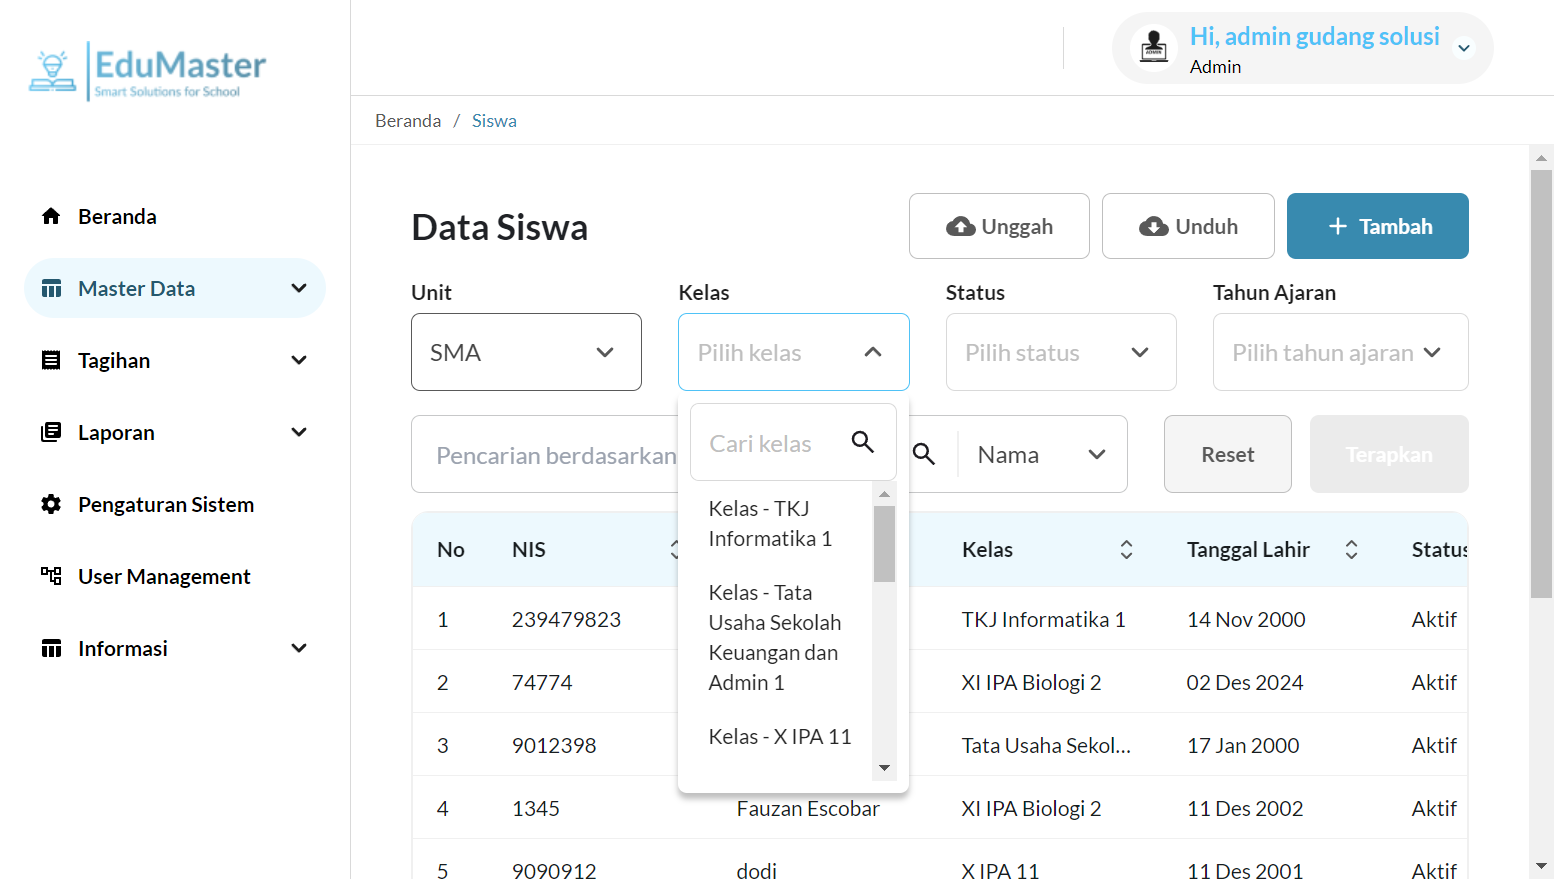 EduMaster
Smart Solutions for School
Hi, admin gudang solusi
Admin
ADMIN
Beranda / Siswa
Beranda
Master Data
Tagihan
Laporan
Pengaturan Sistem
User Management
Informasi
Data Siswa
Unggah
Unduh
+ Tambah
Unit
Kelas
Status
Tahun Ajaran
SMA
Pilih kelas
Pilih status
Pilih tahun ajaran
Pencarian berdasarkan
Cari kelas
Nama
Reset
Terapkan
Kelas - TKJ
Informatika 1
Kelas - Tata
Usaha Sekolah
Keuangan dan
Admin 1
Kelas - X IPA 11
No NIS Kelas Tanggal Lahir Status
1 239479823 TKJ Informatika 1 14 Nov 2000 Aktif
2 74774 XI IPA Biologi 2 02 Des 2024 Aktif
3 9012398 Tata Usaha Sekol... 17 Jan 2000 Aktif
4 1345 Fauzan Escobar XI IPA Biologi 2 11 Des 2002 Aktif
5 9090912 dodi X IPA 11 11 Des 2001 Aktif